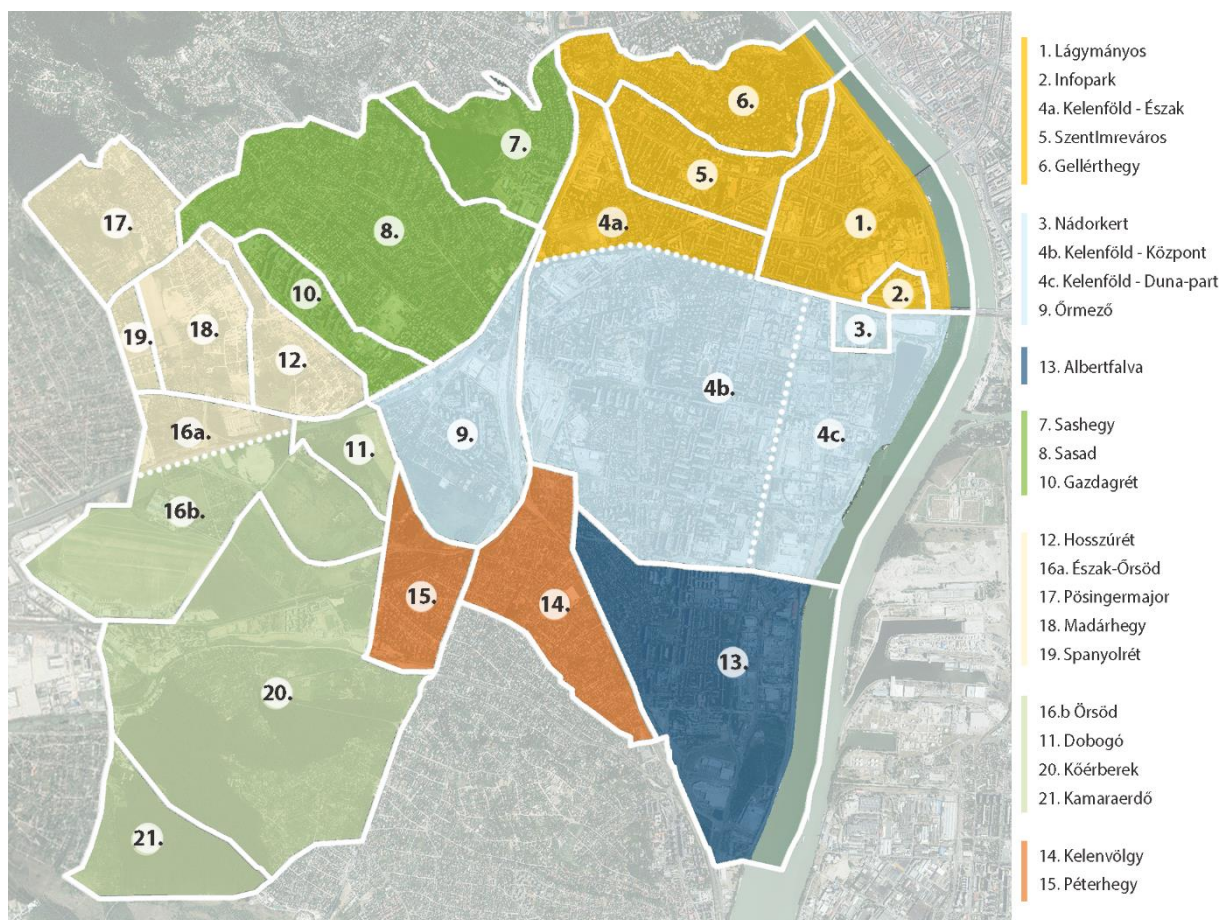 6.
7.
5.
17.
8.
4a.
1.
10.
2.
19.
18.
12.
3.
4b.
16a.
11.
9.
4c.
16b.
15.
14.
13.
20.
21.
1. Lágymányos
2. Infopark
4a. Kelenföld - Észak
5. SzentImreváros
6. Gellérthegy
3. Nádorkert
4b. Kelenföld - Központ
4c. Kelenföld - Duna-part
9. Őrmező
13. Albertfalva
7. Sashegy
8. Sasad
10. Gazdagrét
12. Hosszúrét
16a. Észak-Őrsöd
17. Pösingermajor
18. Madárhegy
19. Spanyolrét
16.b Örsöd
11. Dobogó
20. Kőérberek
21. Kamaraerdő
14. Kelenvölgy
15. Péterhegy